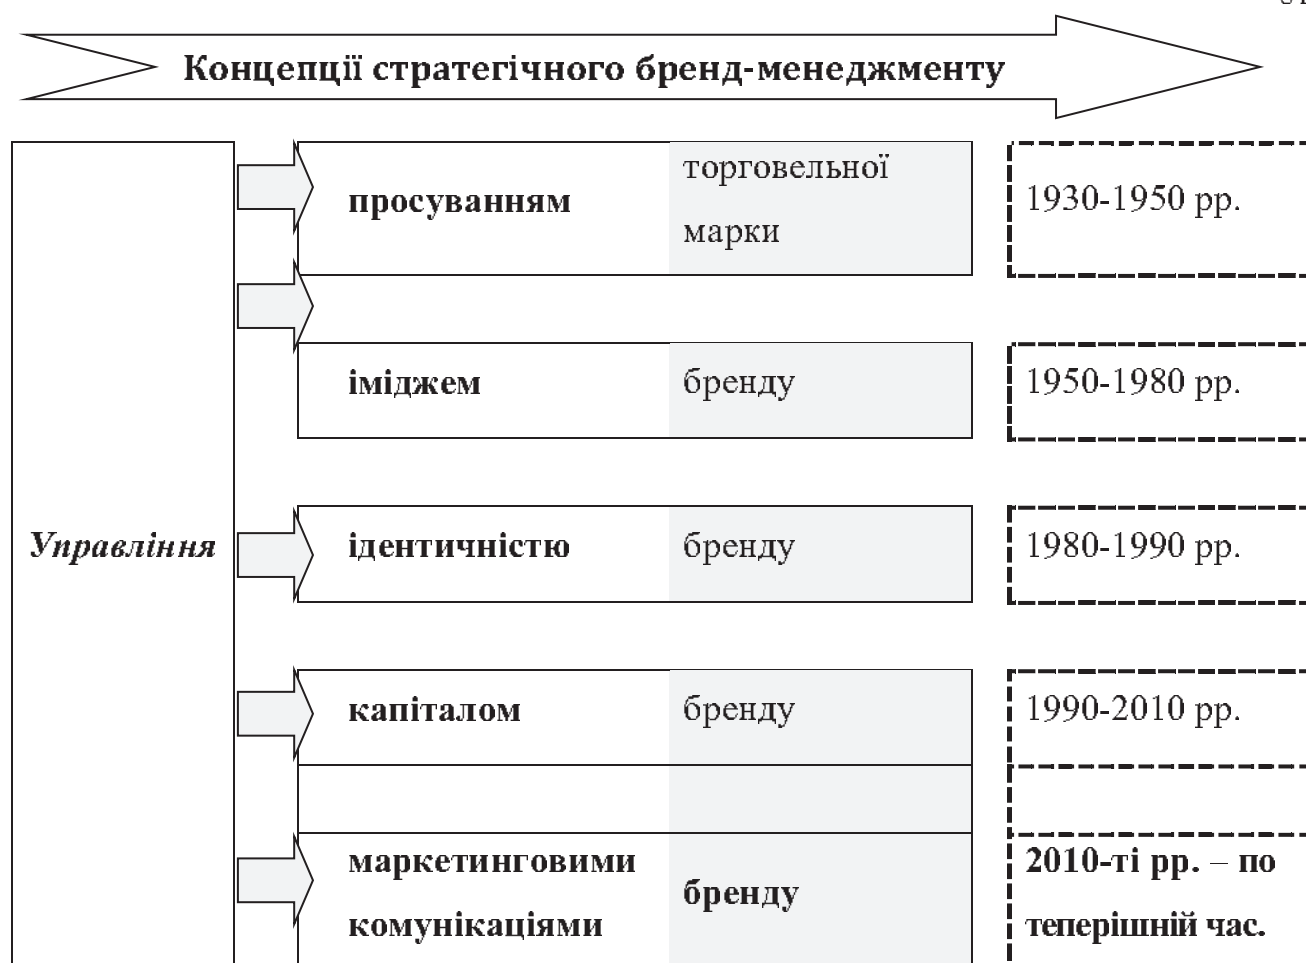 Концепції стратегічного бренд-менеджменту
просуванням
торговельної
марки
1930-1950 рр.
іміджем
бренду
1950-1980 рр.
Управління
ідентичністю
бренду
1980-1990 рр.
капіталом
бренду
1990-2010 рр.
маркетинговими
комунікаціями
бренду
2010-ті рр. – по
теперішній час.